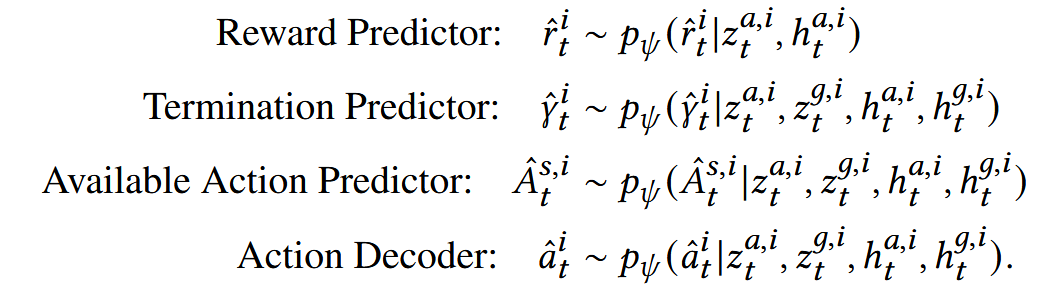 Reward Predictor: r̂ᵢₜ ~ p_ψ(r̂_t^i|z_t^{a,i}, h_t^{a,i})
Termination Predictor: γ̂_t^i ~ p_ψ(γ̂_t^i|z_t^{a,i}, z_t^{g,i}, h_t^{a,i}, h_t^{g,i})
Available Action Predictor: Â_t^{s,i} ~ p_ψ(Â_t^{s,i}|z_t^{a,i}, z_t^{g,i}, h_t^{a,i}, h_t^{g,i})
Action Decoder: â_t^i ~ p_ψ(â_t^i|z_t^{a,i}, z_t^{g,i}, h_t^{a,i}, h_t^{g,i}).